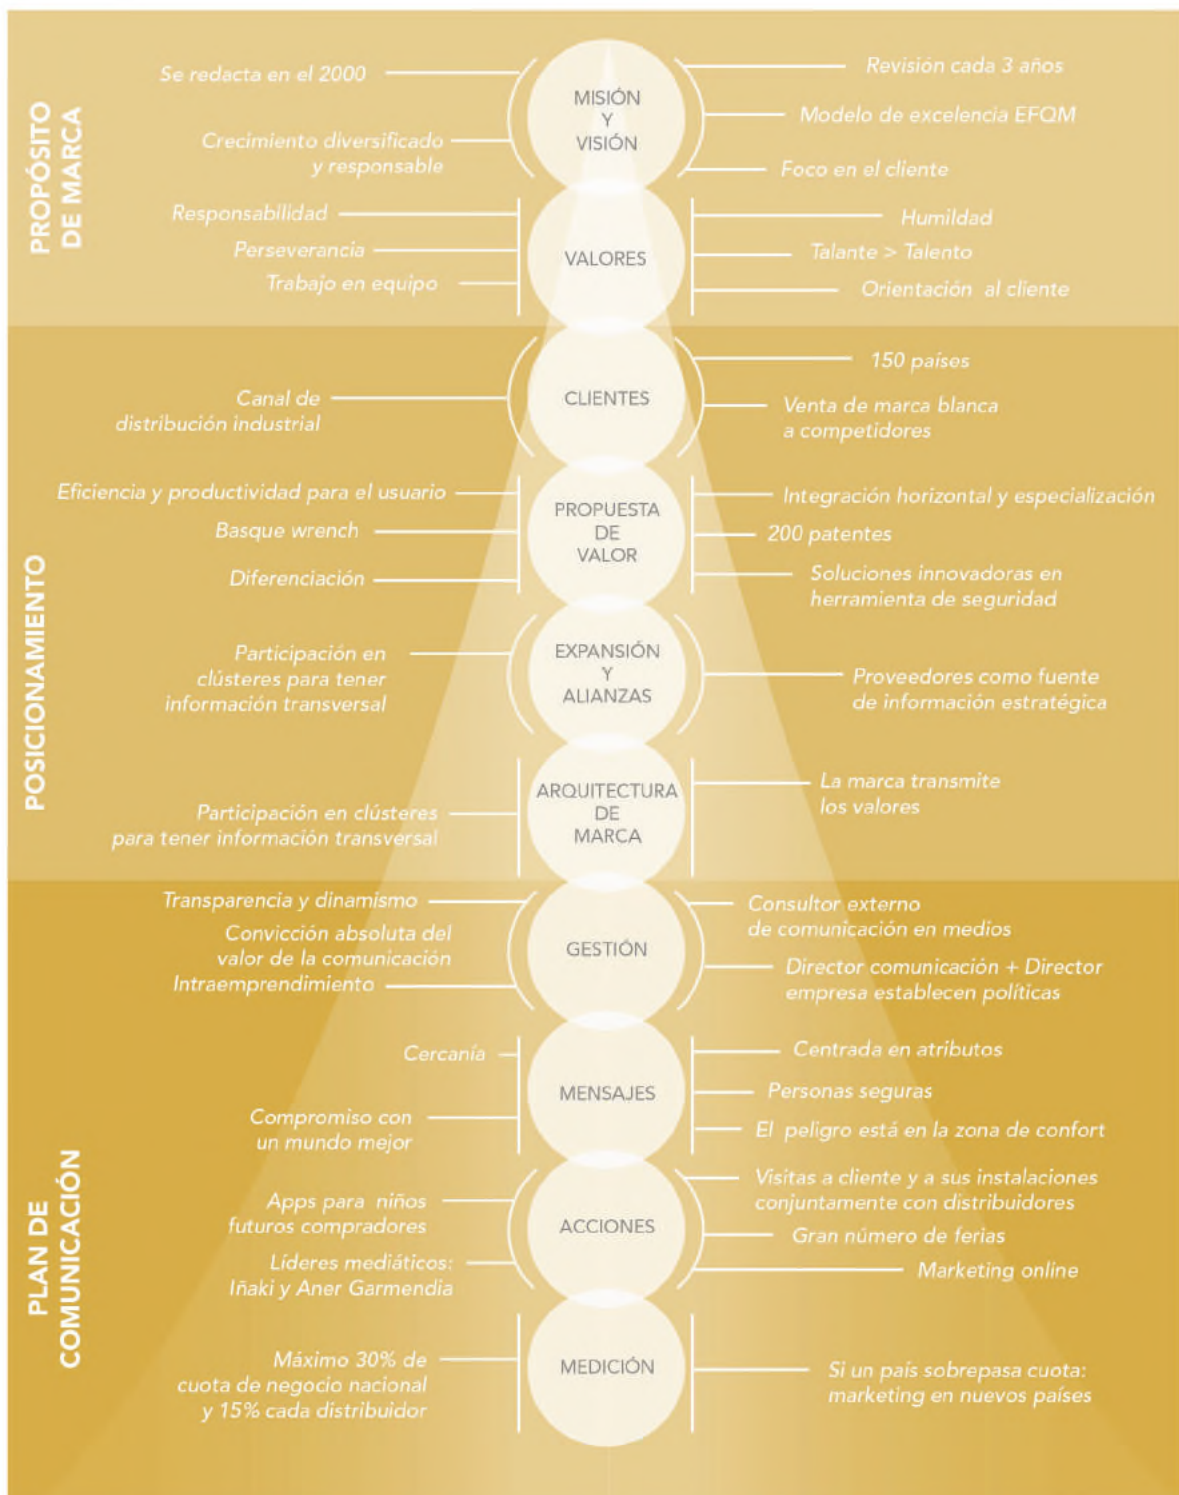 PROPÓSITO
DE MARCA
Se redacta en el 2000
Crecimiento diversificado
y responsable
MISIÓN
Y
VISIÓN
Revisión cada 3 años
Modelo de excelencia EFQM
Foco en el cliente
Responsabilidad
Perseverancia
Trabajo en equipo
VALORES
Humildad
Talante > Talento
Orientación al cliente
POSICIONAMIENTO
Canal de
distribución industrial
CLIENTES
150 países
Venta de marca blanca
a competidores
Eficiencia y productividad para el usuario
Basque wrench
Diferenciación
PROPUESTA
DE
VALOR
Integración horizontal y especialización
200 patentes
Soluciones innovadoras en
herramienta de seguridad
Participación en
clústeres para tener
información transversal
EXPANSIÓN
Y
ALIANZAS
Proveedores como fuente
de información estratégica
Participación en clústeres
para tener información transversal
ARQUITECTURA
DE
MARCA
La marca transmite
los valores
PLAN DE
COMUNICACIÓN
Transparencia y dinamismo
Convicción absoluta del
valor de la comunicación
Intraemprendimiento
GESTIÓN
Consultor externo
de comunicación en medios
Director comunicación + Director
empresa establecen políticas
Cercanía
Compromiso con
un mundo mejor
MENSAJES
Centrada en atributos
Personas seguras
El peligro está en la zona de confort
Apps para niños
futuros compradores
Líderes mediáticos:
Iñaki y Aner Garmendia
ACCIONES
Visitas a cliente y a sus instalaciones
conjuntamente con distribuidores
Gran número de ferias
Marketing online
Máximo 30% de
cuota de negocio nacional
y 15% cada distribuidor
MEDICIÓN
Si un país sobrepasa cuota:
marketing en nuevos países